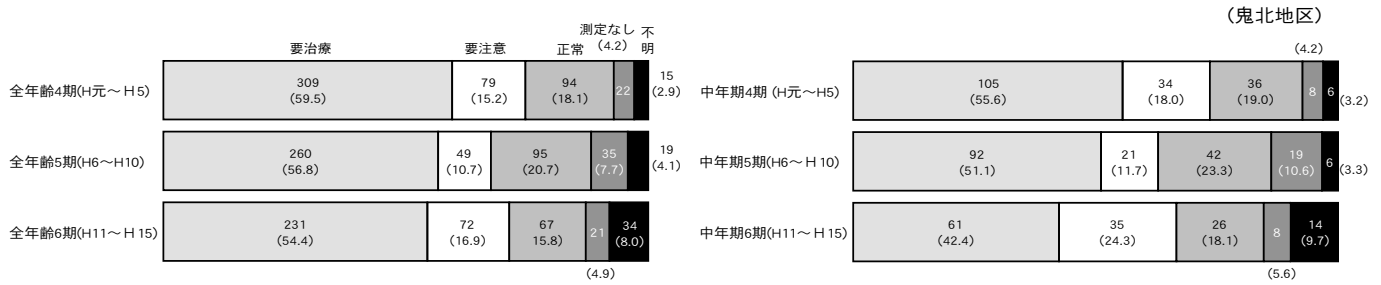 （鬼北地区）
要治療 要注意 正常 測定なし 不明
(4.2)
全年齢4期(H元～H5)
309 79 94 22 15
(59.5) (15.2) (18.1) (2.9)
全年齢5期(H6～H10)
260 49 95 35 19
(56.8) (10.7) (20.7) (7.7) (4.1)
全年齢6期(H11～H15)
231 72 67 21 34
(54.4) (16.9) 15.8) (8.0)
(4.9)
(4.2)
中年期4期 (H元～H5)
105 34 36 8 6
(55.6) (18.0) (19.0) (3.2)
中年期5期(H6～H10)
92 21 42 19 6
(51.1) (11.7) (23.3) (10.6) (3.3)
中年期6期(H11～H15)
61 35 26 8 14
(42.4) (24.3) (18.1) (9.7)
(5.6)